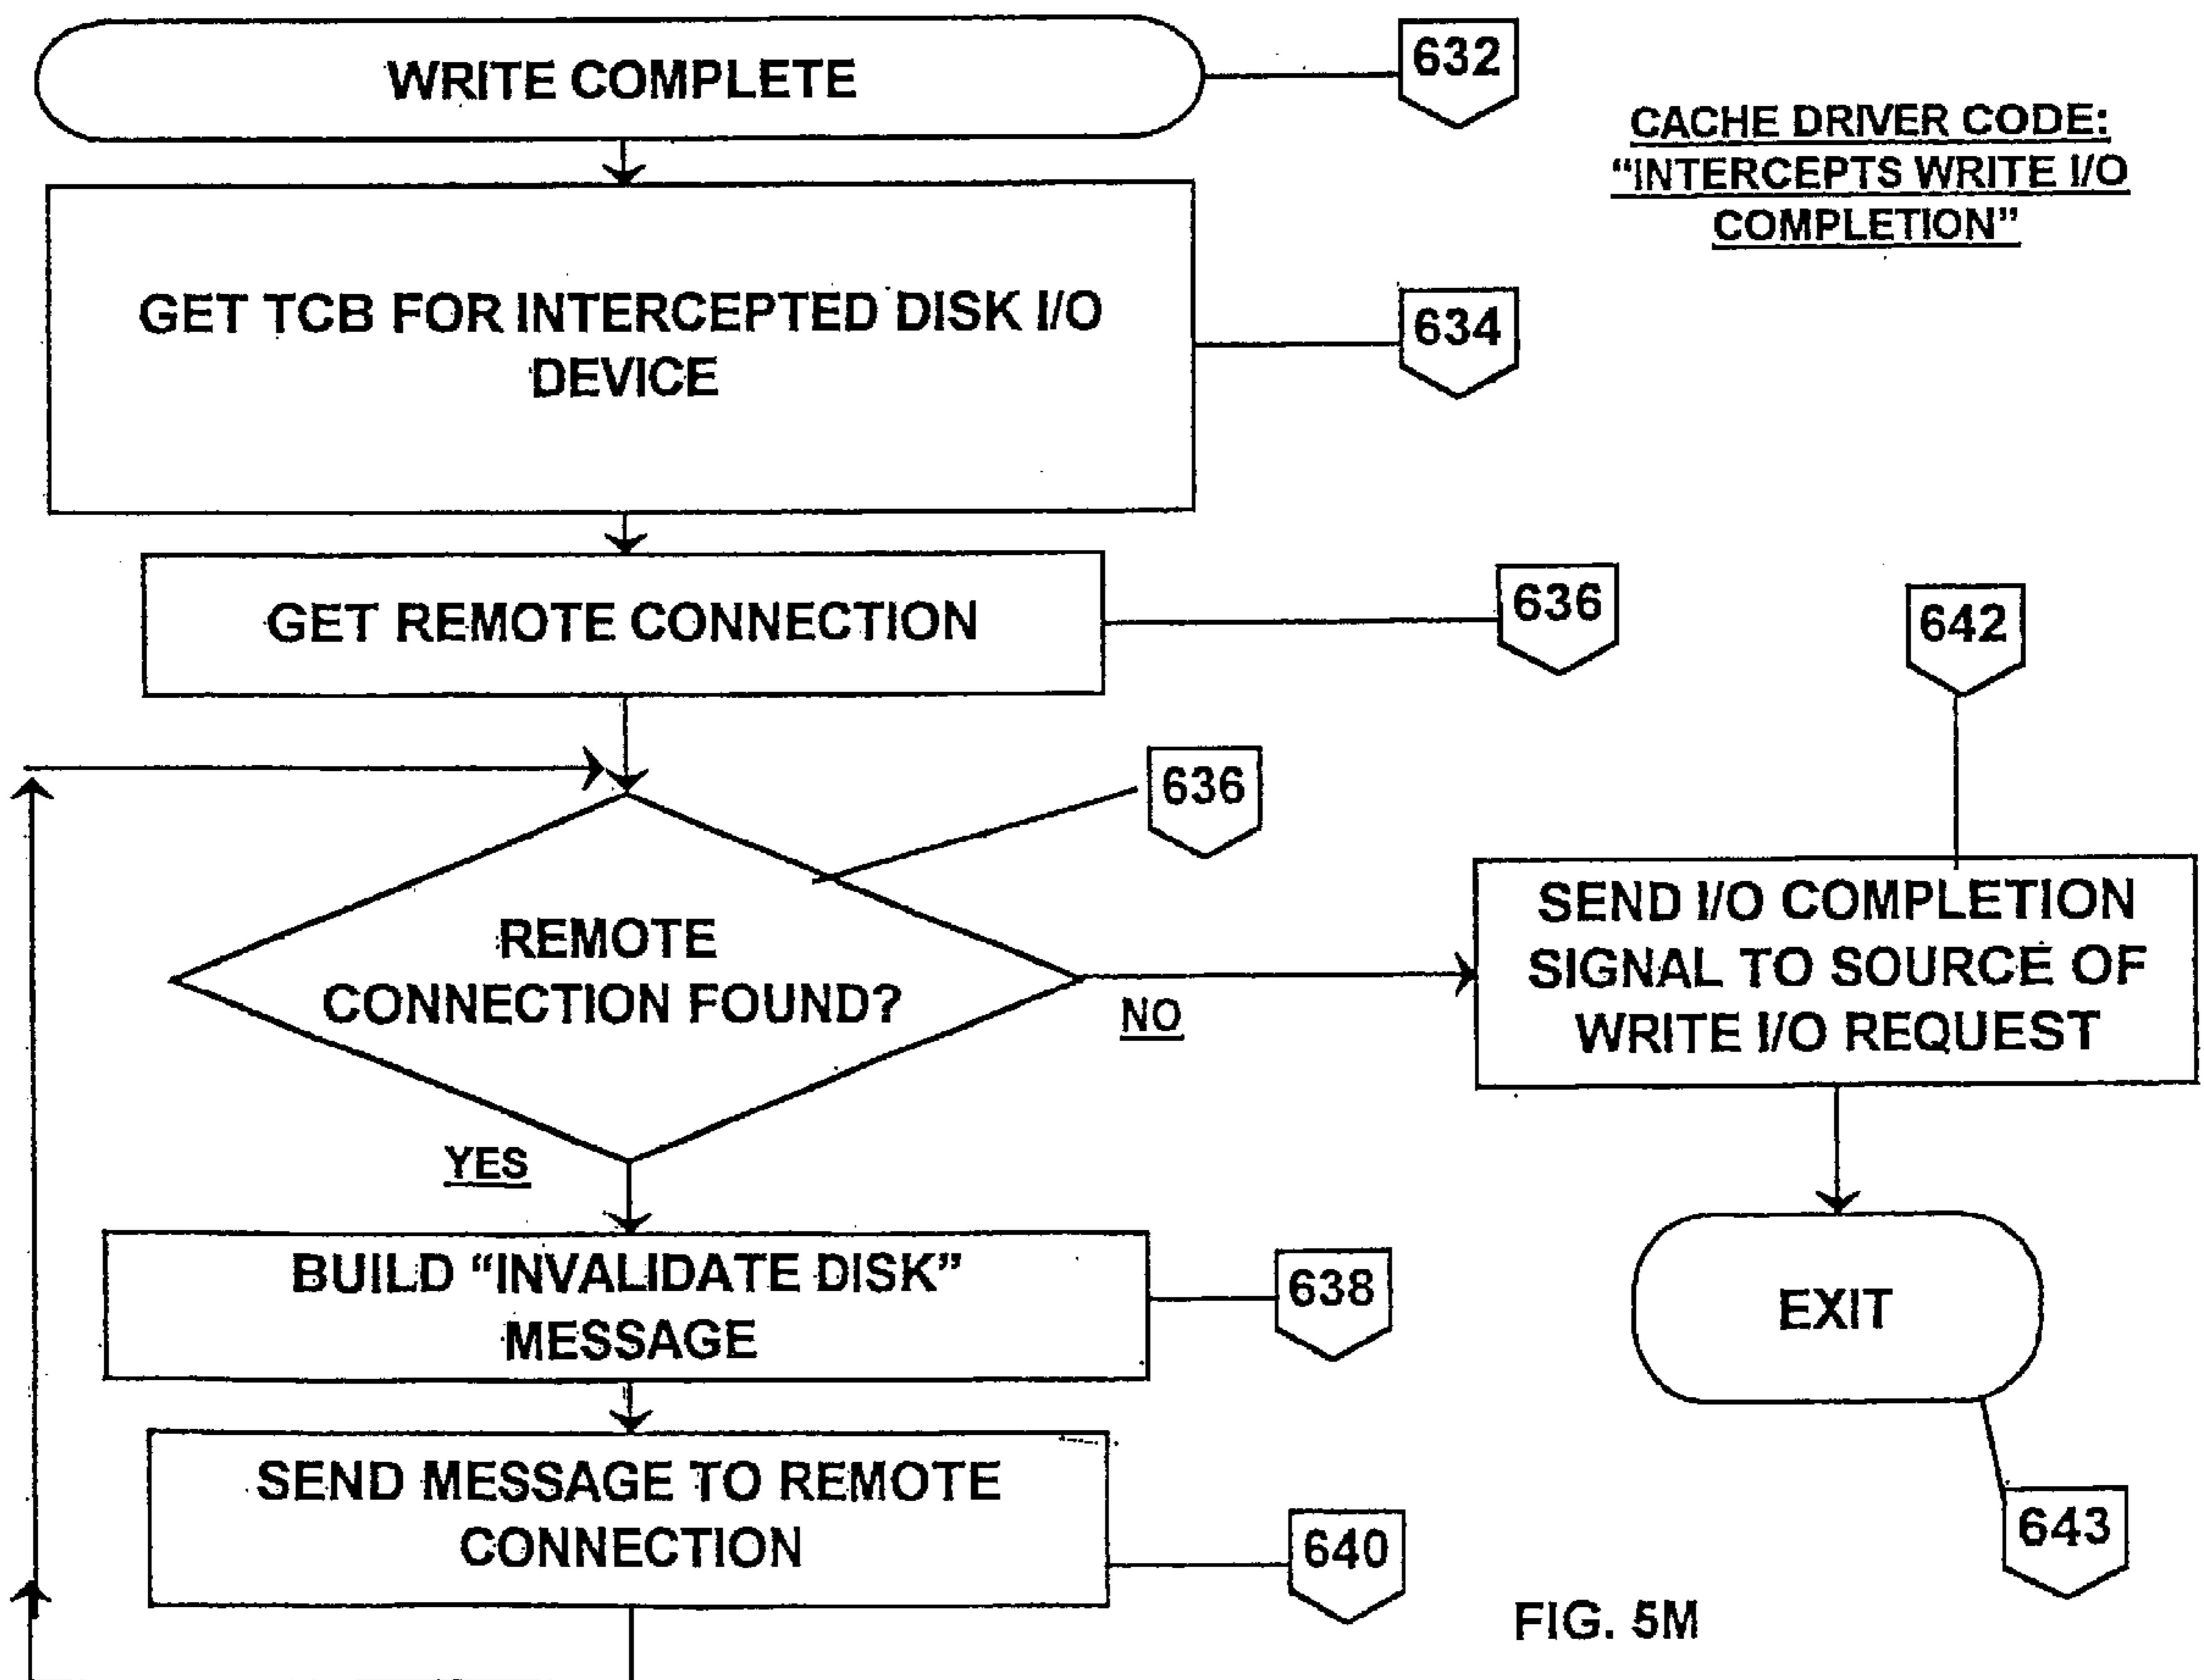 WRITE COMPLETE
632
CACHE DRIVER CODE:
“INTERCEPTS WRITE I/O
COMPLETION”
GET TCB FOR INTERCEPTED DISK I/O
DEVICE
634
GET REMOTE CONNECTION
636
642
636
REMOTE
CONNECTION FOUND?
NO
SEND I/O COMPLETION
SIGNAL TO SOURCE OF
WRITE I/O REQUEST
YES
BUILD “INVALIDATE DISK”
MESSAGE
638
EXIT
SEND MESSAGE TO REMOTE
CONNECTION
640
643
FIG. 5M